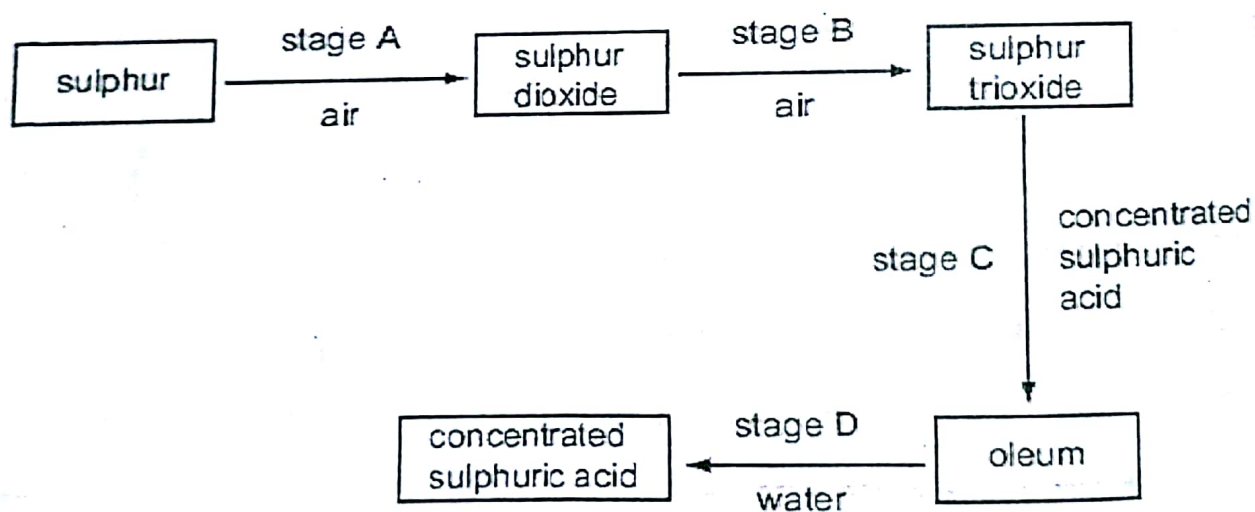 sulphur
stage A
air
sulphur
dioxide
stage B
air
sulphur
trioxide
stage C
concentrated
sulphuric
acid
oleum
stage D
water
concentrated
sulphuric acid